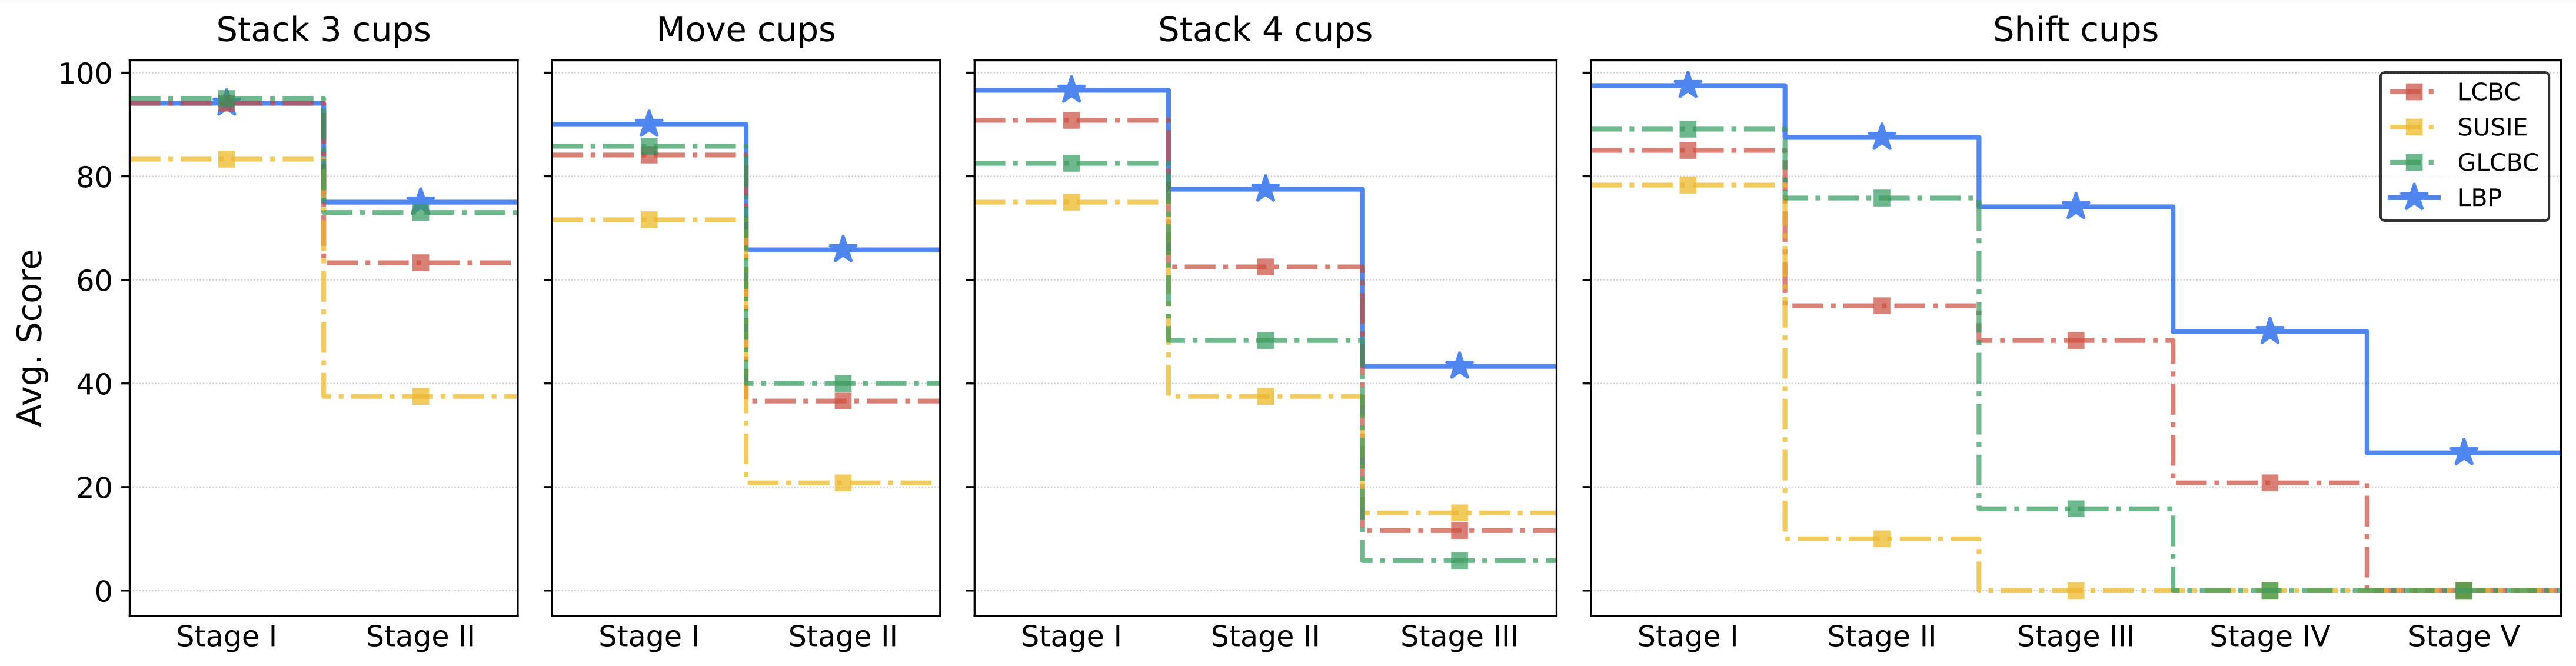 Stack 3 cups
Move cups
Stack 4 cups
Shift cups
Avg. Score
100
80
60
40
20
0
LCBC
SUSIE
GLCBC
LBP
Stage I
Stage II
Stage I
Stage II
Stage I
Stage II
Stage III
Stage I
Stage II
Stage III
Stage IV
Stage V